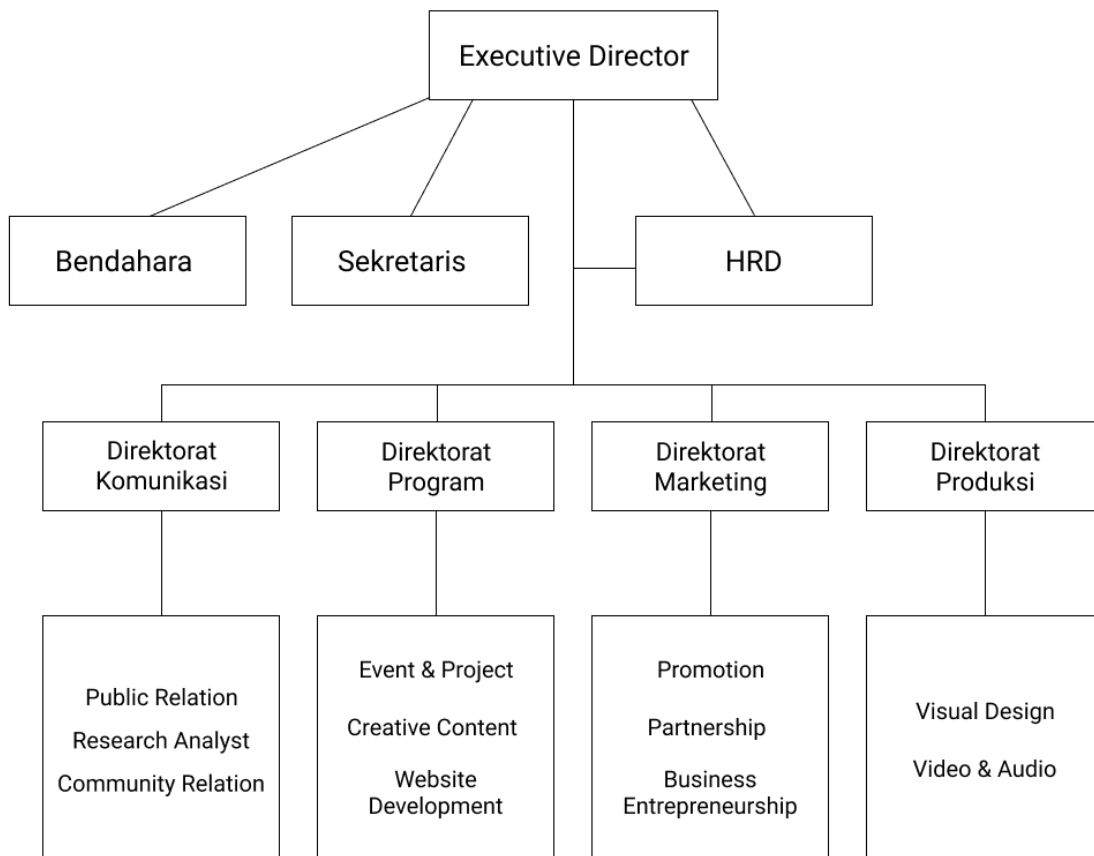 Executive Director
Bendahara
Sekretaris
HRD
Direktorat
Komunikasi
Direktorat
Program
Direktorat
Marketing
Direktorat
Produksi
Public Relation
Research Analyst
Community Relation
Event & Project
Creative Content
Website
Development
Promotion
Partnership
Business
Entrepreneurship
Visual Design
Video & Audio